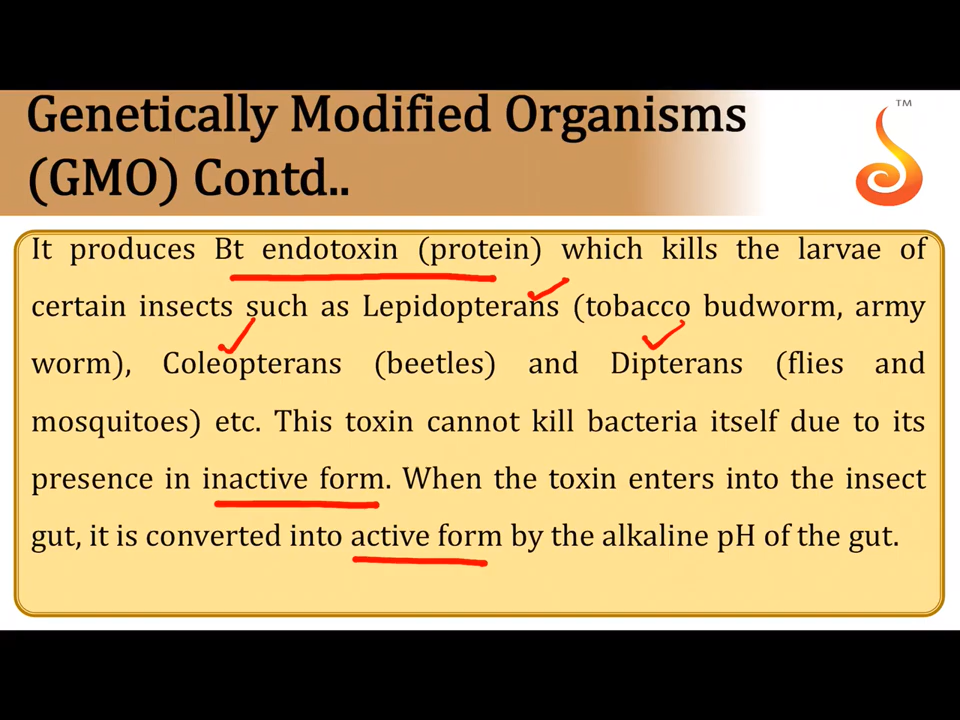 Genetically Modified Organisms
(GMO) Contd..
TM
It produces Bt endotoxin (protein) which kills the larvae of
certain insects such as Lepidopterans (tobacco budworm, army
worm), Coleopterans (beetles) and Dipterans (flies and
mosquitoes) etc. This toxin cannot kill bacteria itself due to its
presence in inactive form. When the toxin enters into the insect
gut, it is converted into active form by the alkaline pH of the gut.